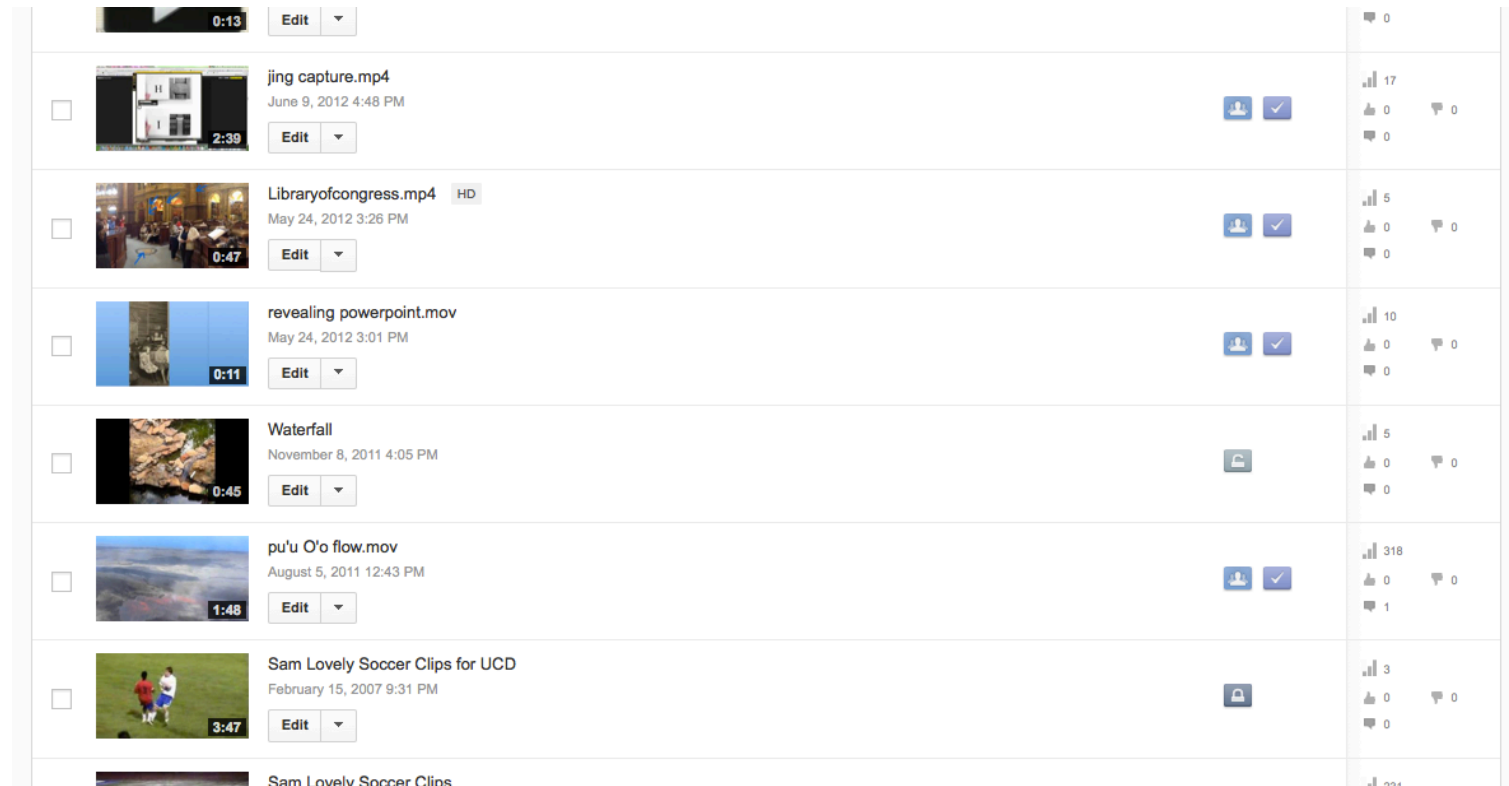 0:13
Edit
0
jing capture.mp4
June 9, 2012 4:48 PM
2:39
Edit
17
0 0
0
Libraryofcongress.mp4 HD
May 24, 2012 3:26 PM
0:47
Edit
5
0 0
0
revealing powerpoint.mov
May 24, 2012 3:01 PM
0:11
Edit
10
0 0
0
Waterfall
November 8, 2011 4:05 PM
0:45
Edit
5
0 0
0
pu'u O'o flow.mov
August 5, 2011 12:43 PM
1:48
Edit
318
0 0
1
Sam Lovely Soccer Clips for UCD
February 15, 2007 9:31 PM
3:47
Edit
3
0 0
0
Sam Lovely Soccer Clips